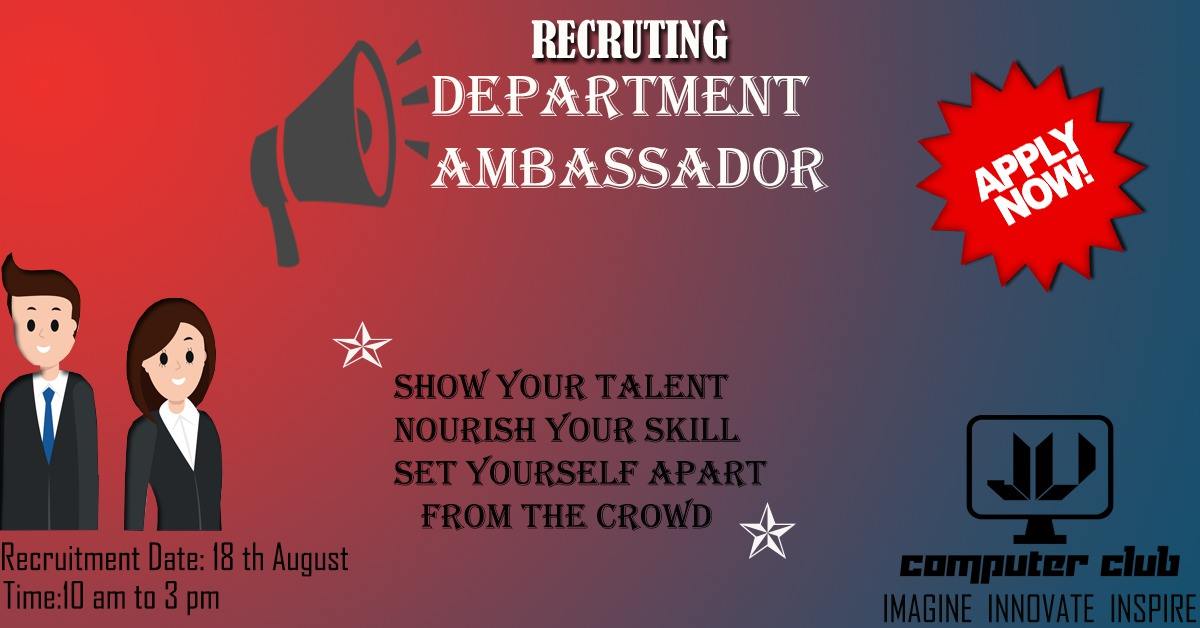 RECRUTING
DEPARTMENT
AMBASSADOR
APPLY
NOW!
SHOW YOUR TALENT
NOURISH YOUR SKILL
SET YOURSELF APART
FROM THE CROWD
Recruitment Date: 18 th August
Time:10 am to 3 pm
JU
computer club
IMAGINE INNOVATE INSPIRE